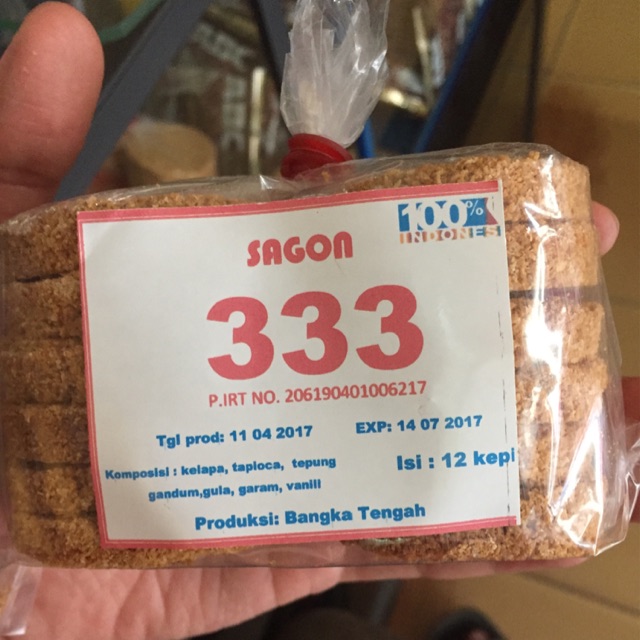 100%
INDONES
SAGON
333
P.IRT NO. 206190401006217
Tgl prod: 11 04 2017
EXP: 14 07 2017
Komposisi : kelapa, tapioca, tepung
gandum,gula, garam, vanili
Isi : 12 kepi
Produksi: Bangka Tengah